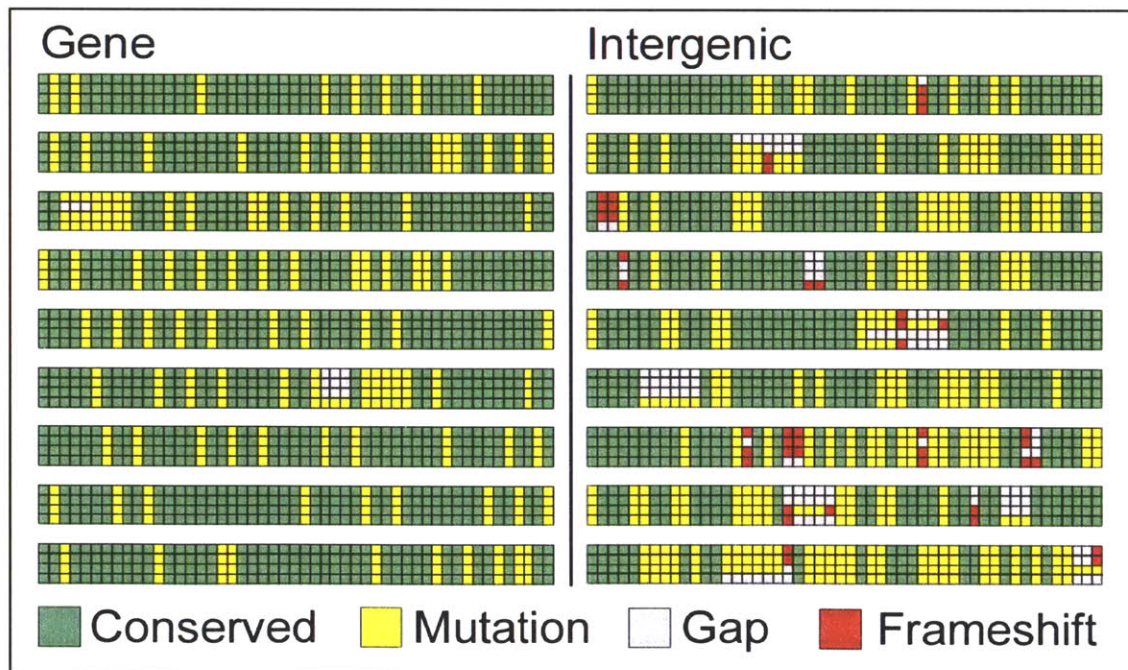 Gene
Intergenic
Conserved
Mutation
Gap
Frameshift